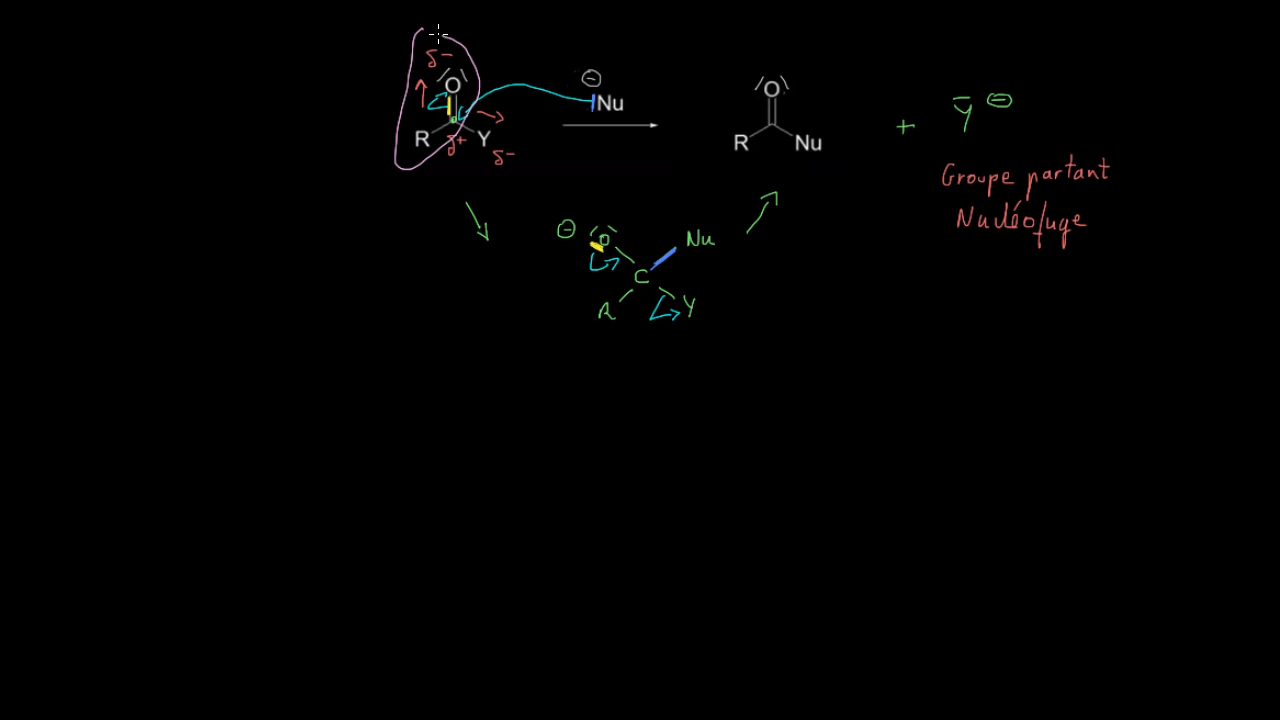 δ-
O
R
δ+
Y
δ-
⊖
Nu
O
R
Nu
+
Y ⊖
Groupe partant
Nucléofuge
⊖
O
Nu
C
R
Y